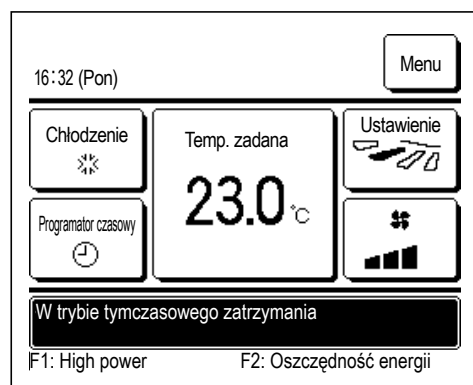 16:32 (Pon)
Menu
Chłodzenie
Temp. zadana
Ustawienie
23.0 °C
Programator czasowy
W trybie tymczasowego zatrzymania
F1: High power
F2: Oszczędność energii